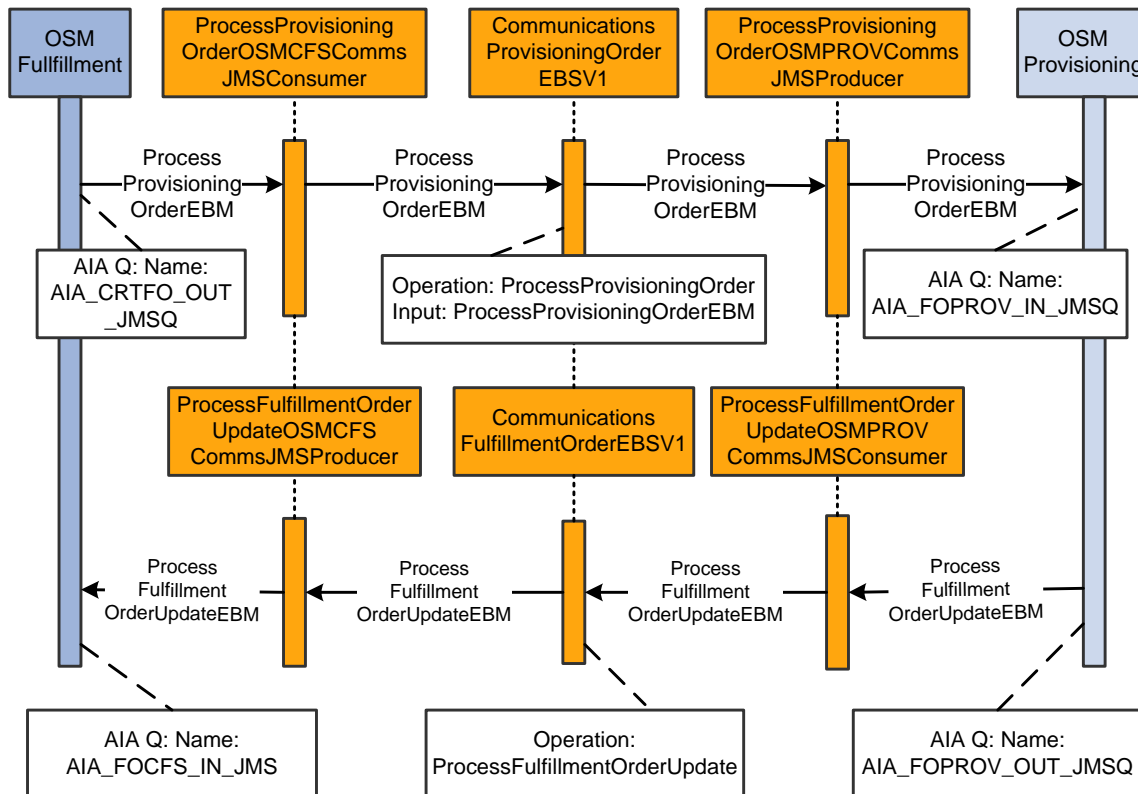 OSM
Fullfillment
ProcessProvisioning
OrderOSMCFSComms
JMSConsumer
Communications
ProvisioningOrder
EBSV1
ProcessProvisioning
OrderOSMPROVComms
JMSProducer
OSM
Provisioning
Process
Provisioning
OrderEBM
Process
Provisioning
OrderEBM
Process
Provisioning
OrderEBM
Process
Provisioning
OrderEBM
AIA Q: Name:
AIA_CRTFO_OUT
_JMSQ
Operation: ProcessProvisioningOrder
Input: ProcessProvisioningOrderEBM
AIA Q: Name:
AIA_FOPROV_IN_JMSQ
ProcessFulfillmentOrder
UpdateOSMCFS
CommsJMSProducer
Communications
FulfillmentOrderEBSV1
ProcessFulfillmentOrder
UpdateOSMPROV
CommsJMSConsumer
Process
Fulfillment
OrderUpdateEBM
Process
Fulfillment
OrderUpdateEBM
Process
Fulfillment
OrderUpdateEBM
Process
Fulfillment
OrderUpdateEBM
AIA Q: Name:
AIA_FOCFS_IN_JMS
Operation:
ProcessFulfillmentOrderUpdate
AIA Q: Name:
AIA_FOPROV_OUT_JMSQ